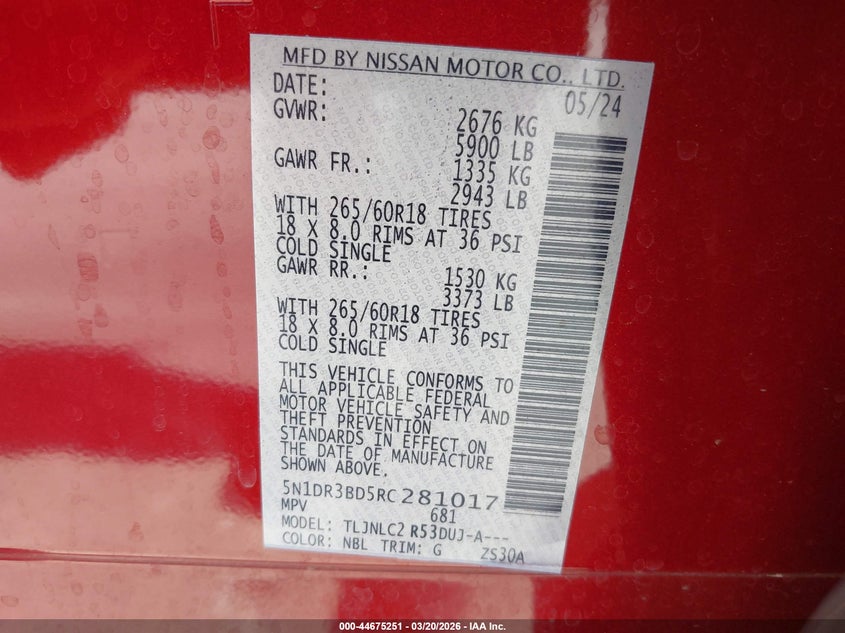 MFD BY NISSAN MOTOR CO., LTD.
DATE: 05/24
GVWR: 2676 KG
5900 LB
GAWR FR.: 1335 KG
2943 LB
WITH 265/60R18 TIRES
18 X 8.0 RIMS AT 36 PSI
COLD SINGLE
GAWR RR.: 1530 KG
3373 LB
WITH 265/60R18 TIRES
18 X 8.0 RIMS AT 36 PSI
COLD SINGLE
THIS VEHICLE CONFORMS TO
ALL APPLICABLE FEDERAL
MOTOR VEHICLE SAFETY AND
THEFT PREVENTION
STANDARDS IN EFFECT ON
THE DATE OF MANUFACTURE
SHOWN ABOVE.
5N1DR3BD5RC281017
MPV 681
MODEL: TLJNLC2 R53DUJ-A---
COLOR: NBL TRIM: G ZS30A
000-44675251 | 03/20/2026 - IAA Inc.